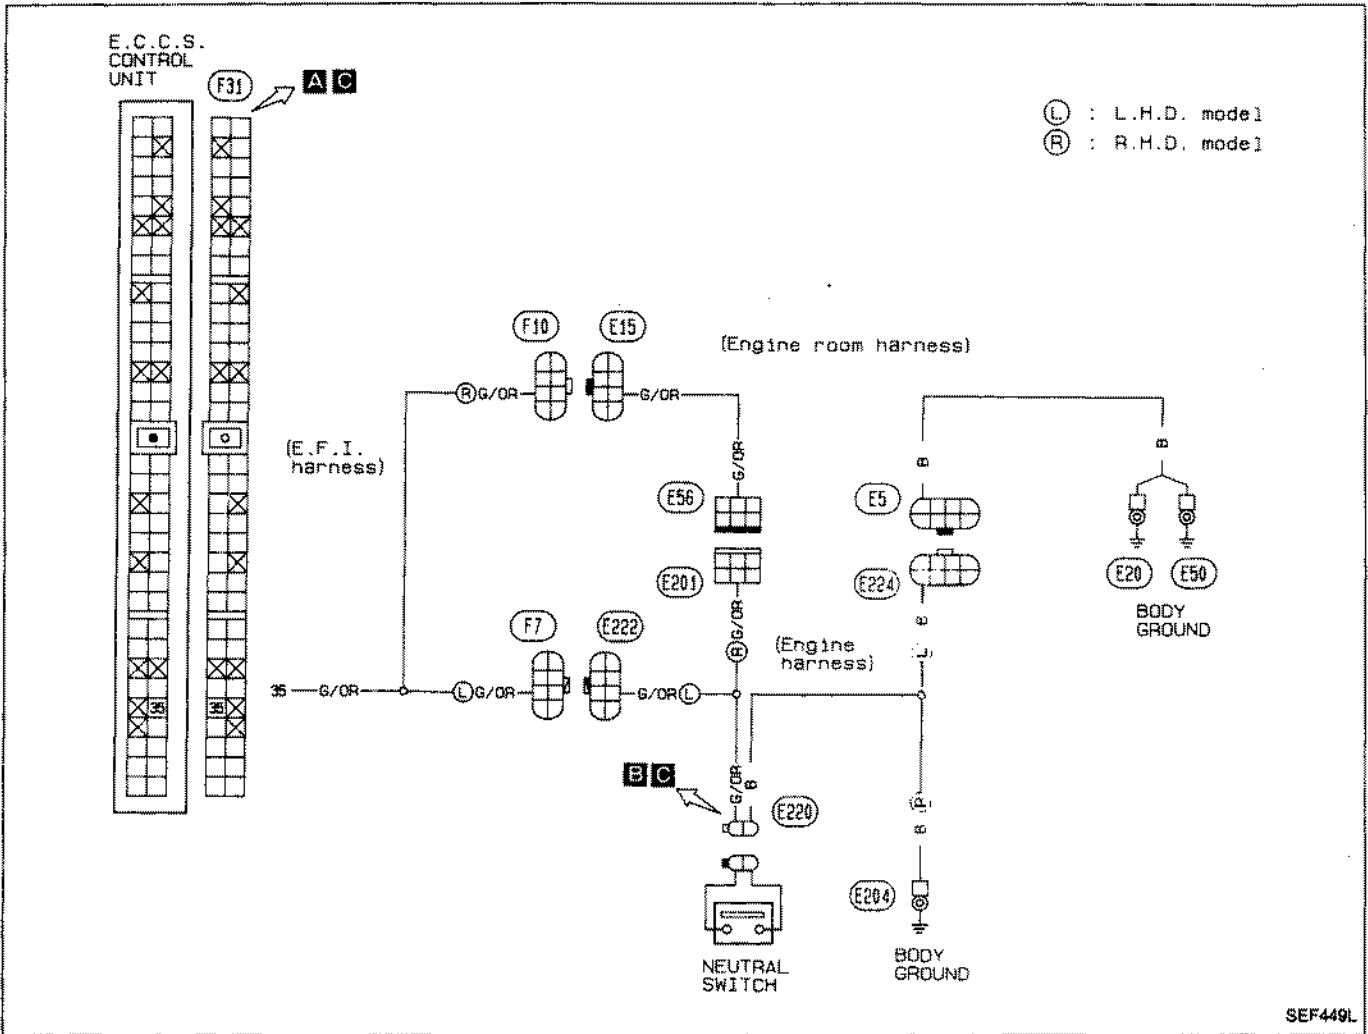 E.C.C.S.
CONTROL
UNIT
F31
A C
L : L.H.D. model
R : R.H.D. model
F10
E15
(Engine room harness)
R
G/OR
G/OR
(E.F.I.
harness)
G/OR
B
B
E56
E5
E201
E224
E20
E50
BODY
GROUND
F7
E222
G/OR
R
(Engine
harness)
B
L
35
G/OR
L
G/OR
G/OR
L
35
35
B C
G/OR
B
E220
R
B
E204
NEUTRAL
SWITCH
BODY
GROUND
SEF449L